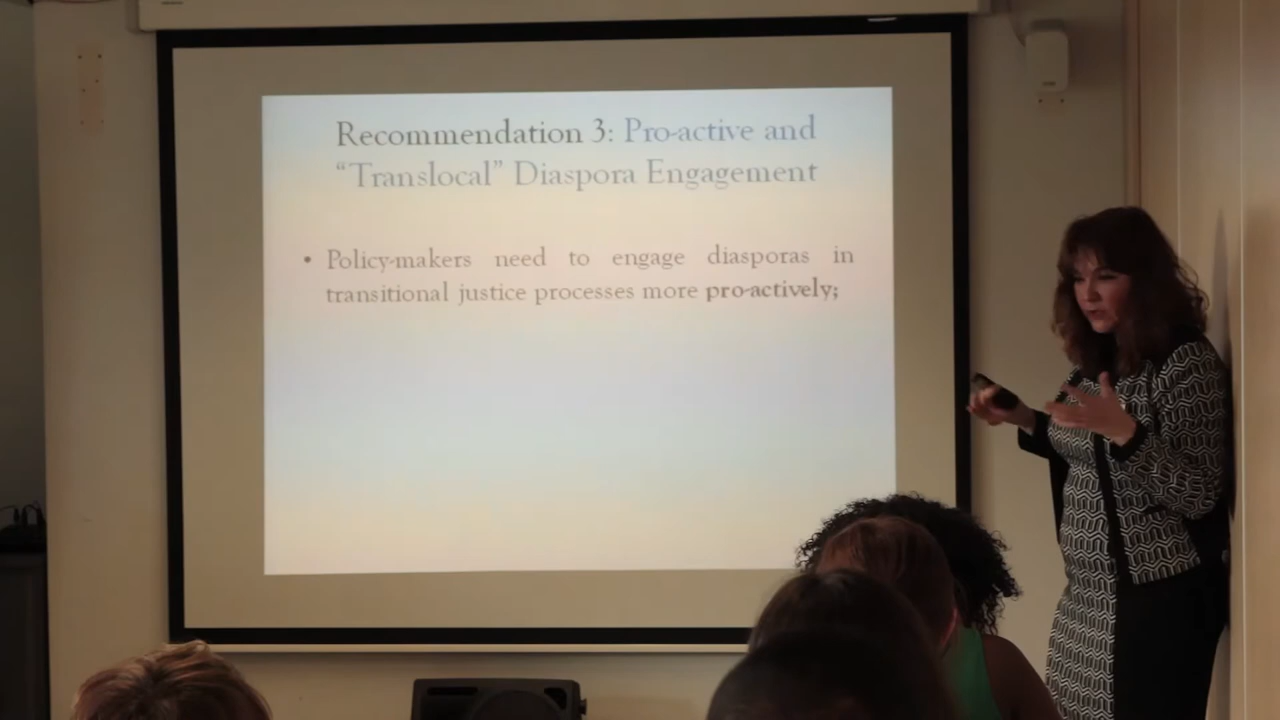 Recommendation 3: Pro-active and
“Translocal” Diaspora Engagement
• Policy-makers need to engage diasporas in
transitional justice processes more pro-actively;